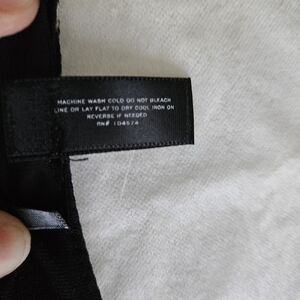 MACHINE WASH COLD DO NOT BLEACH
LINE OR LAY FLAT TO DRY COOL IRON ON
REVERSE IF NEEDED
RN# 104574